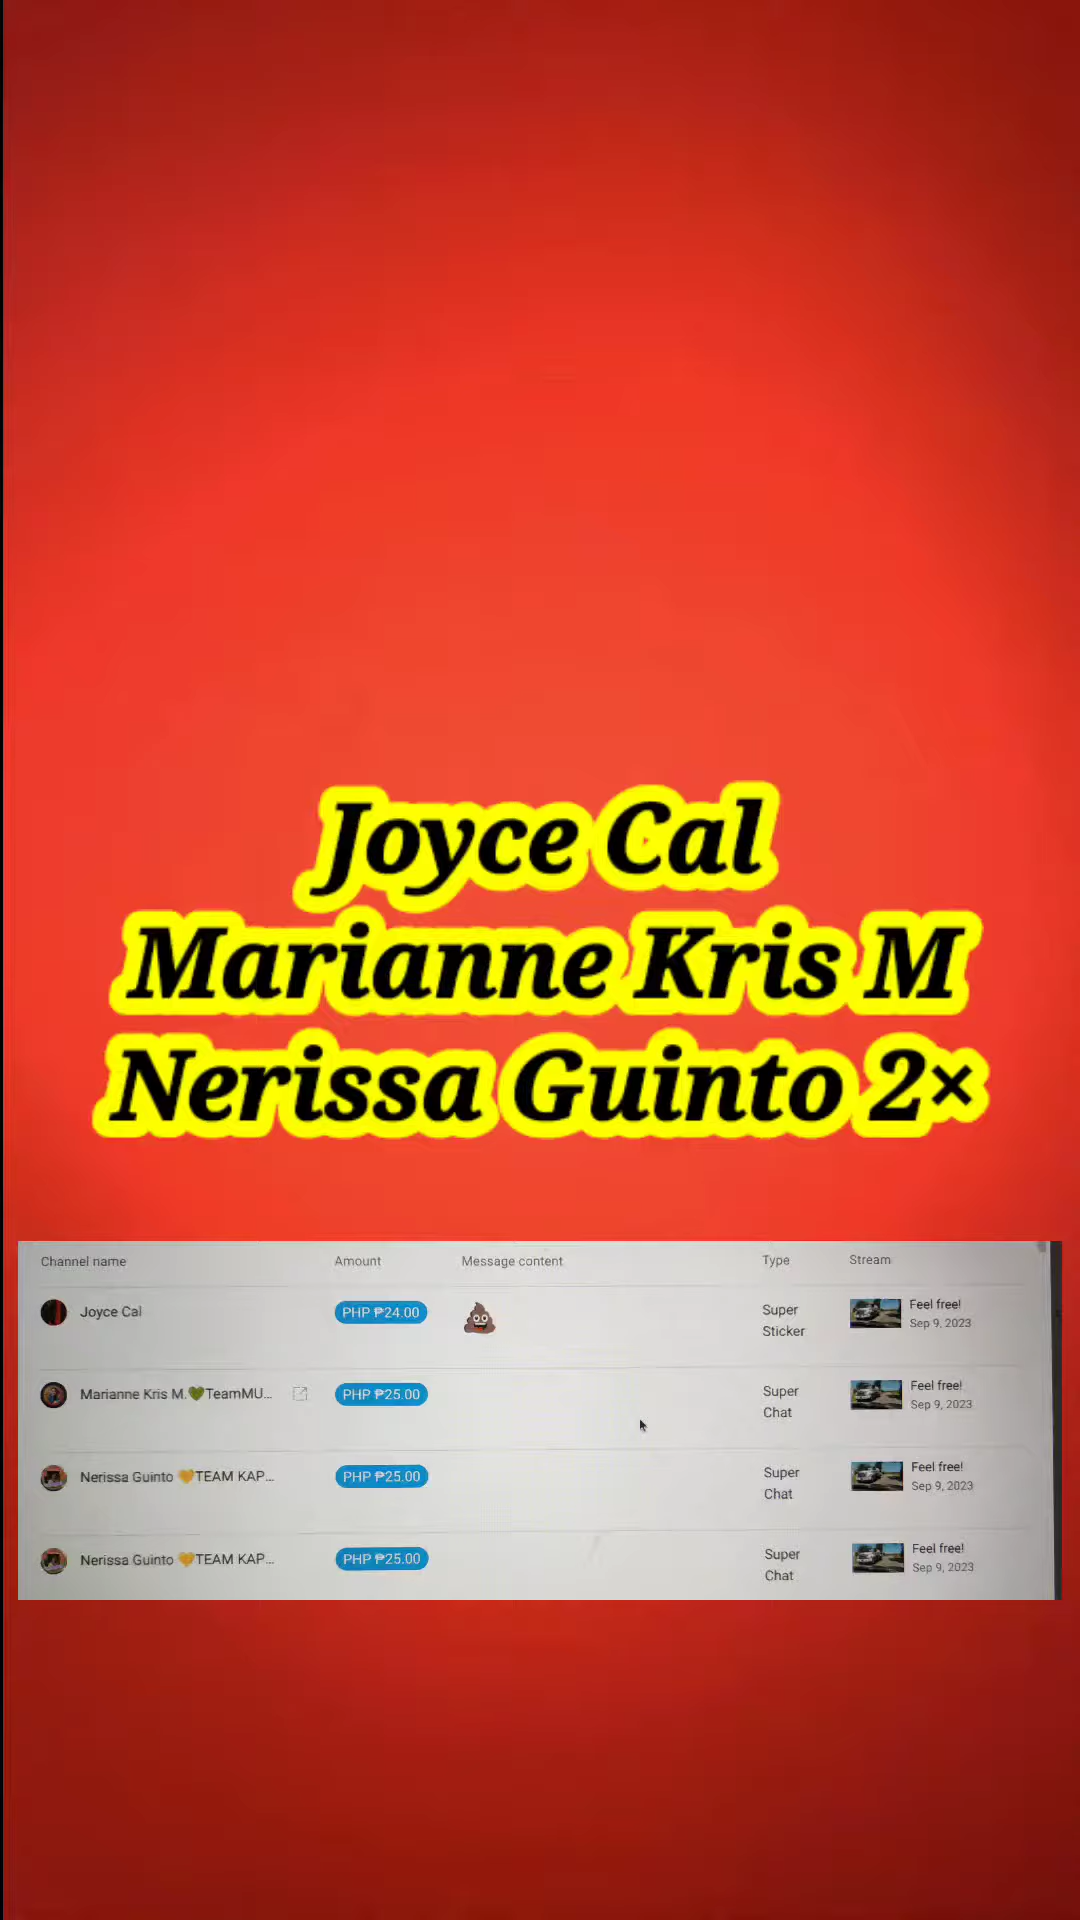 Joyce Cal
Marianne Kris M
Nerissa Guinto 2×
Channel name Amount Message content Type Stream
Joyce Cal PHP ₱24.00 💩 Super Sticker Feel free! Sep 9, 2023
Marianne Kris M.💚TeamMU... PHP ₱25.00 Super Chat Feel free! Sep 9, 2023
Nerissa Guinto 🧡TEAM KAP... PHP ₱25.00 Super Chat Feel free! Sep 9, 2023
Nerissa Guinto 🧡TEAM KAP... PHP ₱25.00 Super Chat Feel free! Sep 9, 2023